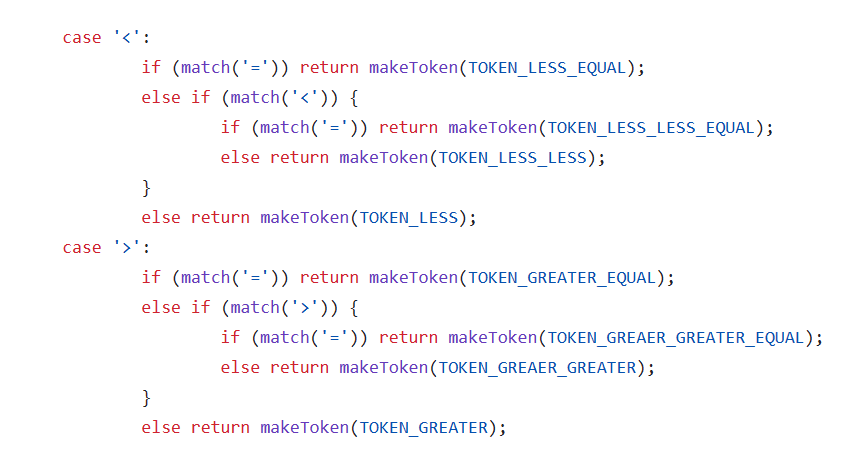 case '<':
if (match('=')) return makeToken(TOKEN_LESS_EQUAL);
else if (match('<')) {
if (match('=')) return makeToken(TOKEN_LESS_LESS_EQUAL);
else return makeToken(TOKEN_LESS_LESS);
}
else return makeToken(TOKEN_LESS);
case '>':
if (match('=')) return makeToken(TOKEN_GREATER_EQUAL);
else if (match('>')) {
if (match('=')) return makeToken(TOKEN_GREAER_GREATER_EQUAL);
else return makeToken(TOKEN_GREAER_GREATER);
}
else return makeToken(TOKEN_GREATER);